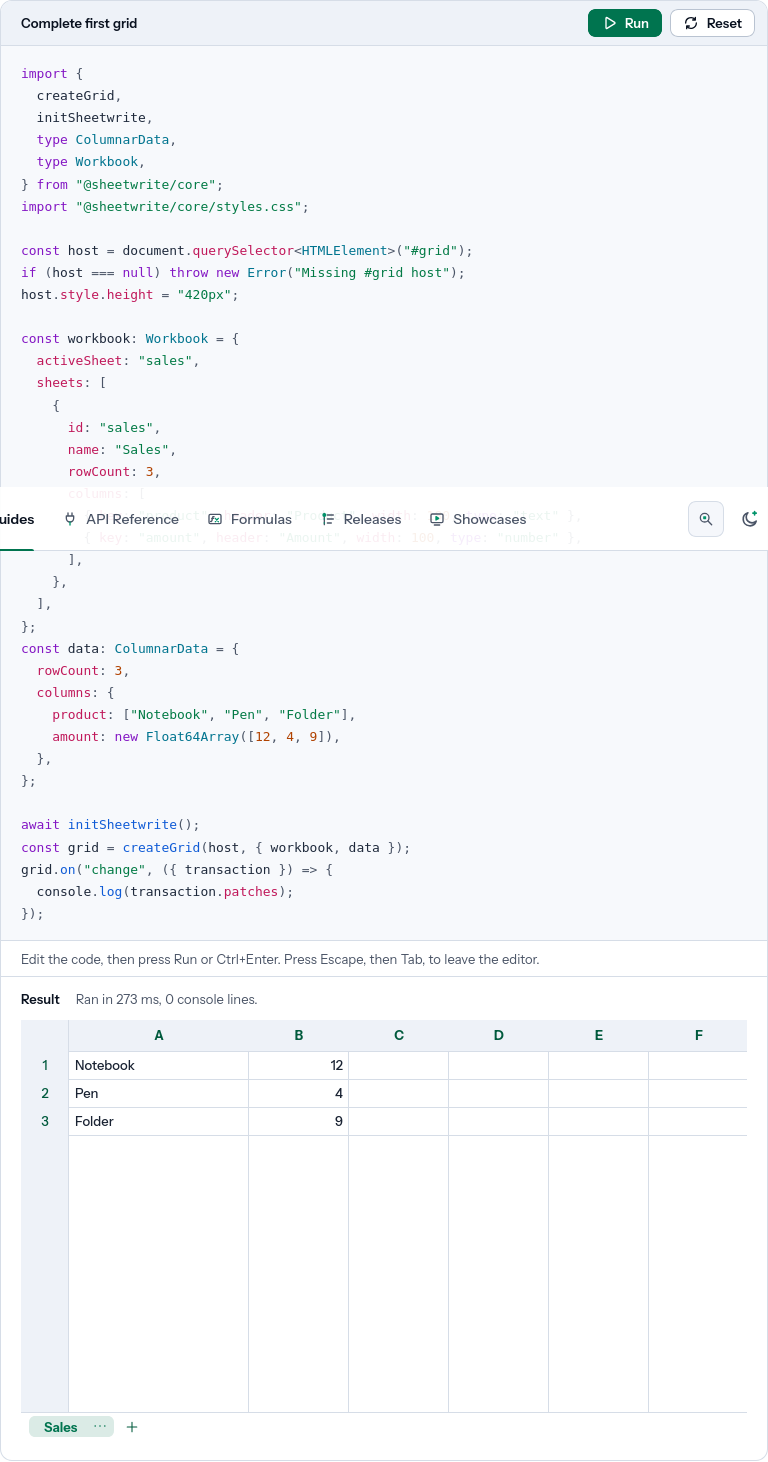 Complete first grid
Run
Reset
import {
  createGrid,
  initSheetwrite,
  type ColumnarData,
  type Workbook,
} from "@sheetwrite/core";
import "@sheetwrite/core/styles.css";
const host = document.querySelector<HTMLElement>("#grid");
if (host === null) throw new Error("Missing #grid host");
host.style.height = "420px";
const workbook: Workbook = {
  activeSheet: "sales",
  sheets: [
    {
      id: "sales",
      name: "Sales",
      rowCount: 3,
      columns: [
uides
API Reference
Formulas
Releases
Showcases
        { key: "amount", header: "Amount", width: 100, type: "number" },
      ],
    },
  ],
};
const data: ColumnarData = {
  rowCount: 3,
  columns: {
    product: ["Notebook", "Pen", "Folder"],
    amount: new Float64Array([12, 4, 9]),
  },
};
await initSheetwrite();
const grid = createGrid(host, { workbook, data });
grid.on("change", ({ transaction }) => {
  console.log(transaction.patches);
});
Edit the code, then press Run or Ctrl+Enter. Press Escape, then Tab, to leave the editor.
Result Ran in 273 ms, 0 console lines.
A B C D E F
1 Notebook 12
2 Pen 4
3 Folder 9
Sales ... +